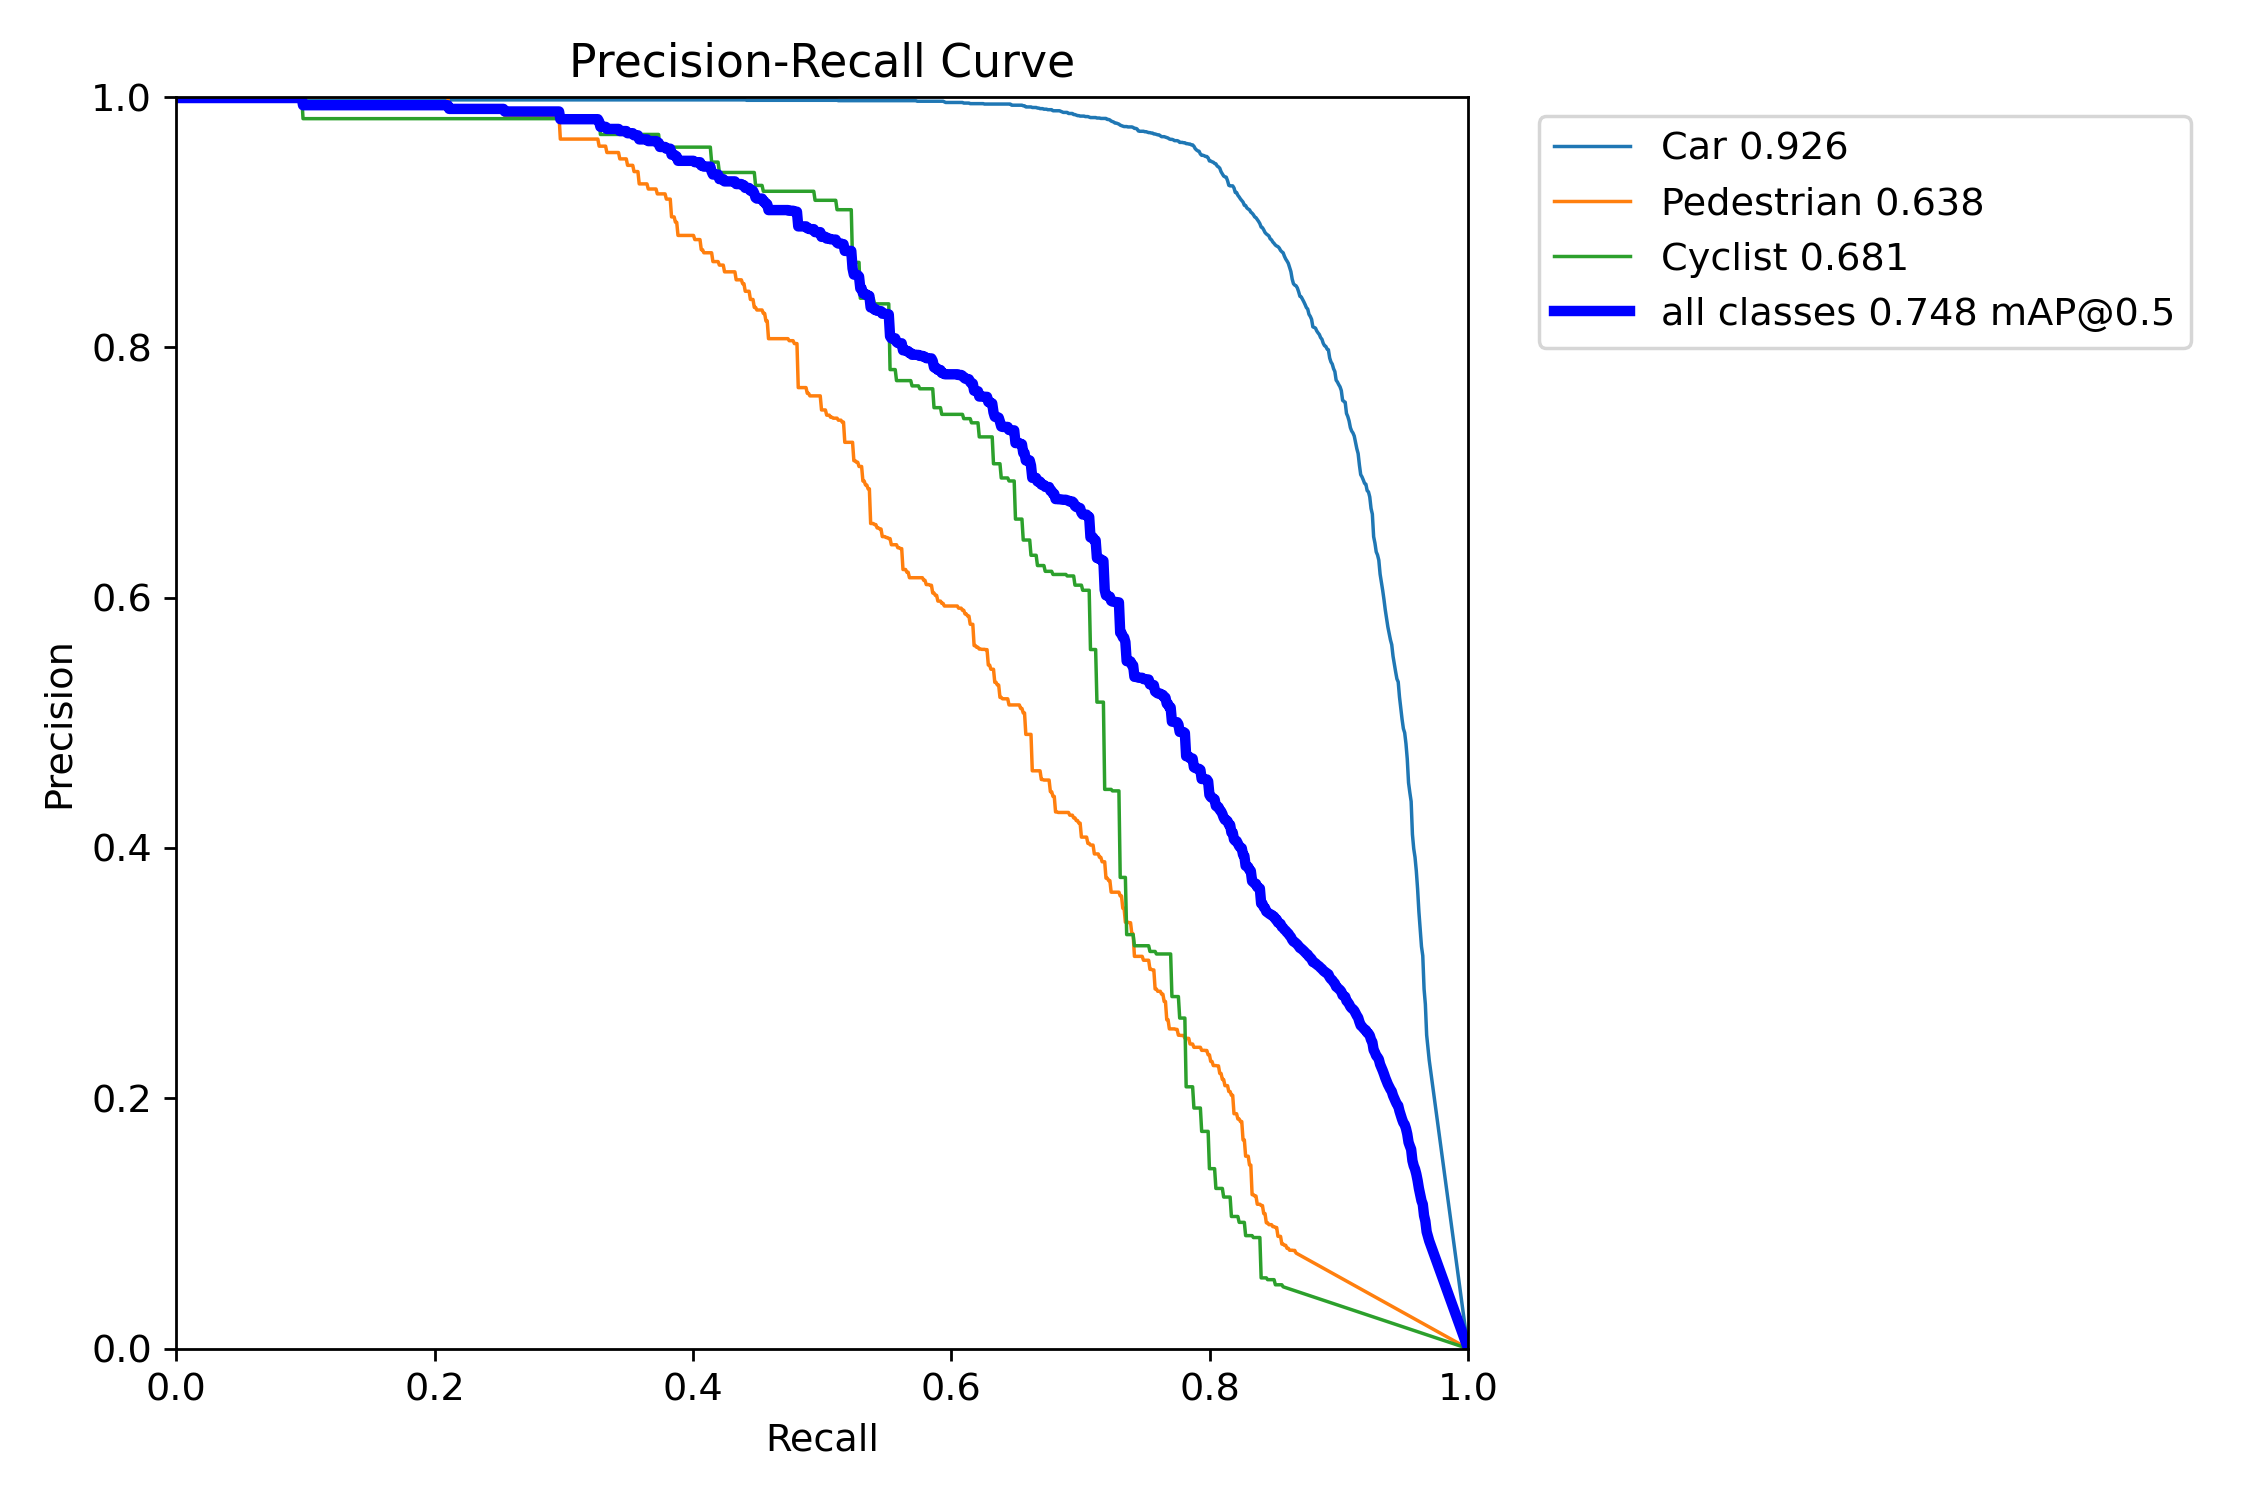 Precision-Recall Curve
1.0
0.8
0.6
0.4
0.2
0.0
Precision
0.0 0.2 0.4 0.6 0.8 1.0
Recall
Car 0.926
Pedestrian 0.638
Cyclist 0.681
all classes 0.748 mAP@0.5